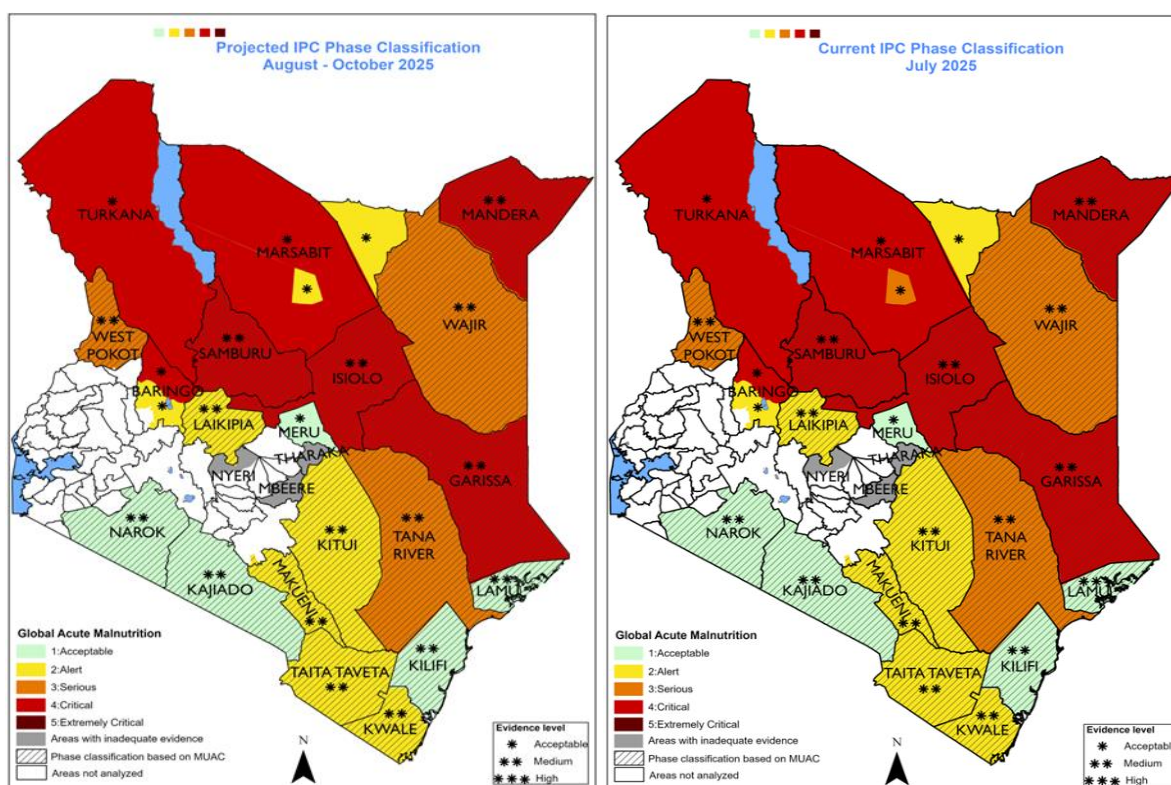 Projected IPC Phase Classification
August - October 2025
TURKANA
MARSABIT
MANDERA
WAJIR
WEST
POKOT
SAMBURU
ISIOLO
BARINGO
LAIKIPIA
MERU
THARAKA
NYERI
MBEERE
GARISSA
NAROK
KITUI
TANA
RIVER
KAJIADO
MAKUENI
LAMU
KILIFI
TAITA TAVETA
KWALE
Global Acute Malnutrition
1:Acceptable
2:Alert
3:Serious
4:Critical
5:Extremely Critical
Areas with inadequate evidence
Phase classification based on MUAC
Areas not analyzed
N
Evidence level
Acceptable
Medium
High
Current IPC Phase Classification
July 2025
TURKANA
MARSABIT
MANDERA
WAJIR
WEST
POKOT
SAMBURU
ISIOLO
BARINGO
LAIKIPIA
MERU
THARAKA
NYERI
MBEERE
GARISSA
NAROK
KITUI
TANA
RIVER
KAJIADO
MAKUENI
LAMU
KILIFI
TAITA TAVETA
KWALE
Global Acute Malnutrition
1:Acceptable
2:Alert
3:Serious
4:Critical
5:Extremely Critical
Areas with inadequate evidence
Phase classification based on MUAC
Areas not analyzed
N
Evidence level
Acceptabl
Medium
High